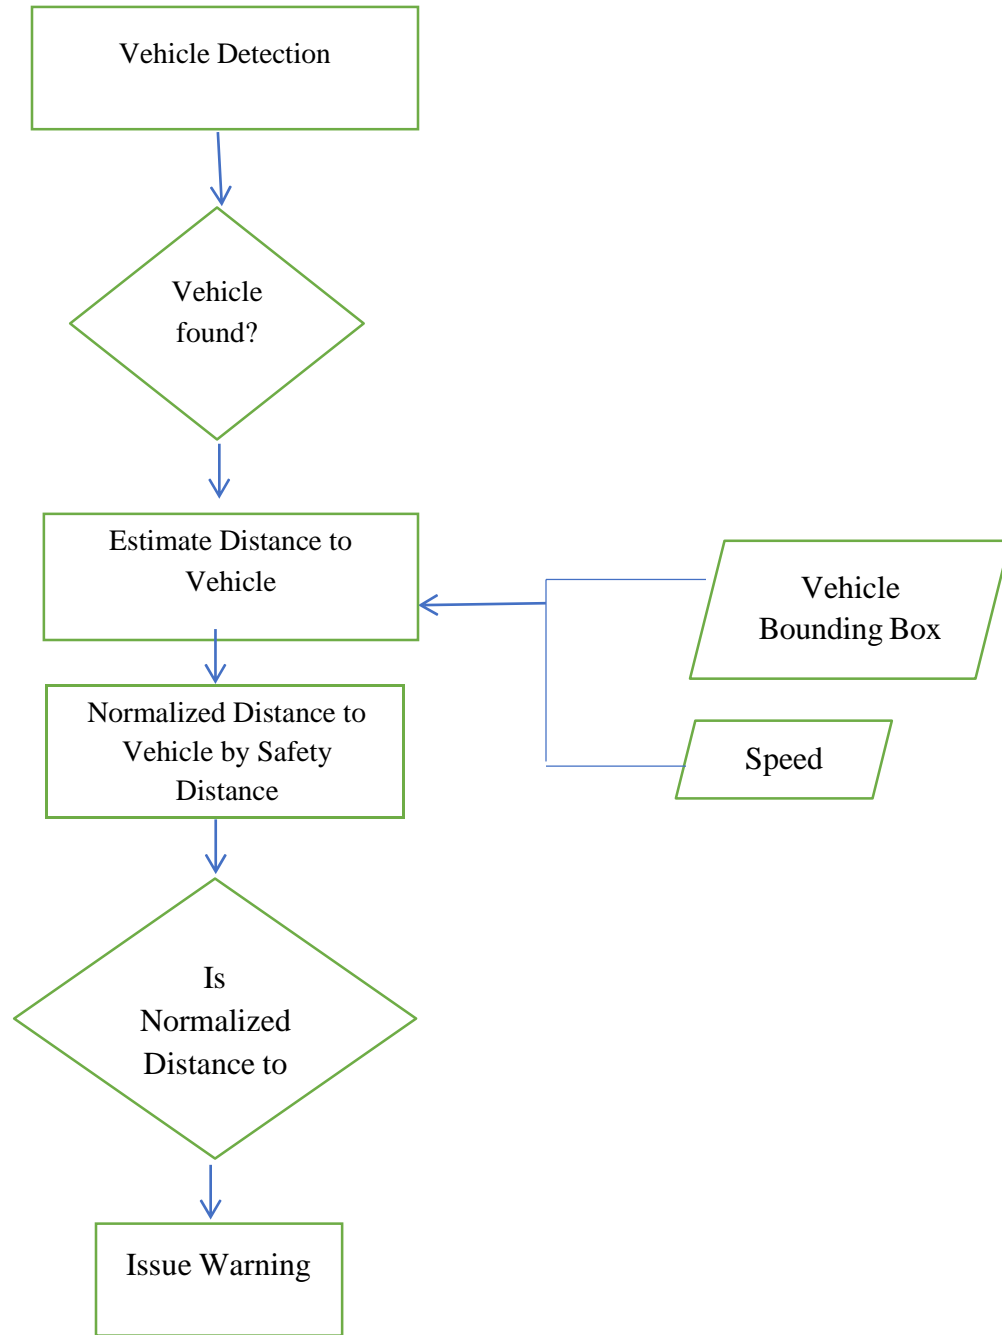 Vehicle Detection
Vehicle
found?
Estimate Distance to
Vehicle
Vehicle
Bounding Box
Normalized Distance to
Vehicle by Safety
Distance
Speed
Is
Normalized
Distance to
Issue Warning